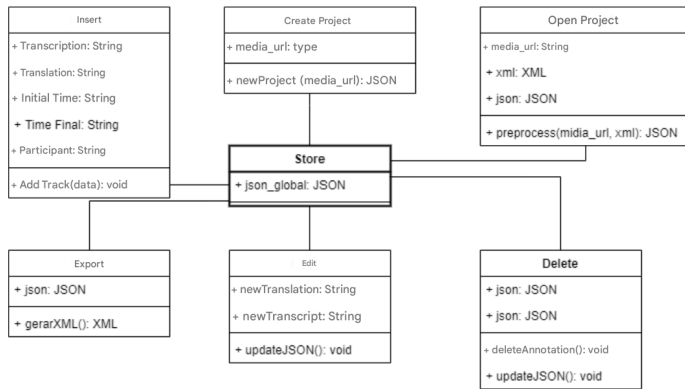 Insert
+ Transcription: String
+ Translation: String
+ Initial Time: String
+ Time Final: String
+ Participant: String
+ Add Track(data): void
Create Project
+ media_url: type
+ newProject (media_url): JSON
Open Project
+ media_url: String
+ xml: XML
+ json: JSON
+ preprocess(midia_url, xml): JSON
Store
+ json_global: JSON
Export
+ json: JSON
+ gerarXML(): XML
Edit
+ newTranslation: String
+ newTranscript: String
+ updateJSON(): void
Delete
+ json: JSON
+ json: JSON
+ deleteAnnotation(): void
+ updateJSON(): void